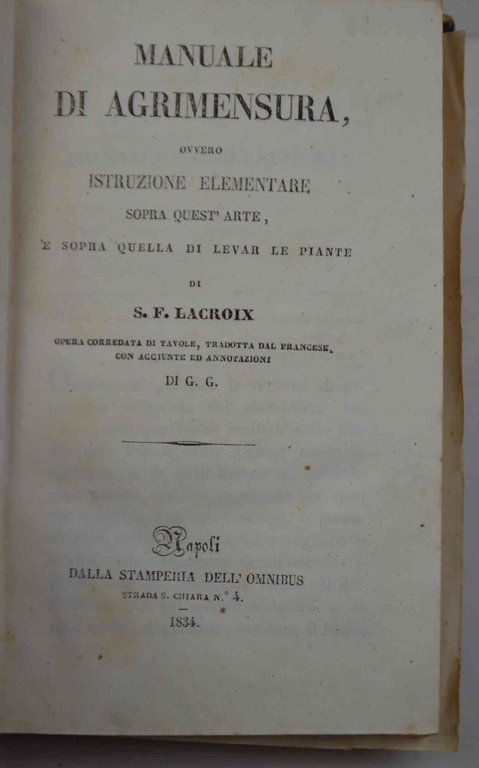 MANUALE
DI AGRIMENSURA,
OVVERO
ISTRUZIONE ELEMENTARE
SOPRA QUEST' ARTE,
E SOPRA QUELLA DI LEVAR LE PIANTE
DI
S. F. LACROIX
OPERA CORREDATA DI TAVOLE, TRADOTTA DAL FRANCESE,
CON AGGIUNTE ED ANNOTAZIONI
DI G. G.
Napoli
DALLA STAMPERIA DELL' OMNIBUS
STRADA S. CHIARA N.° 4.
1834.